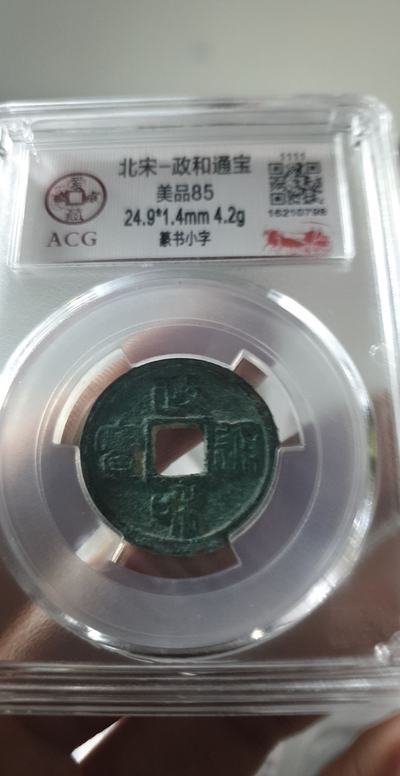 北宋-政和通宝
美品85
24.9*1.4mm 4.2g
篆书小字
ACG
1111
16210798
政
寶 通
和